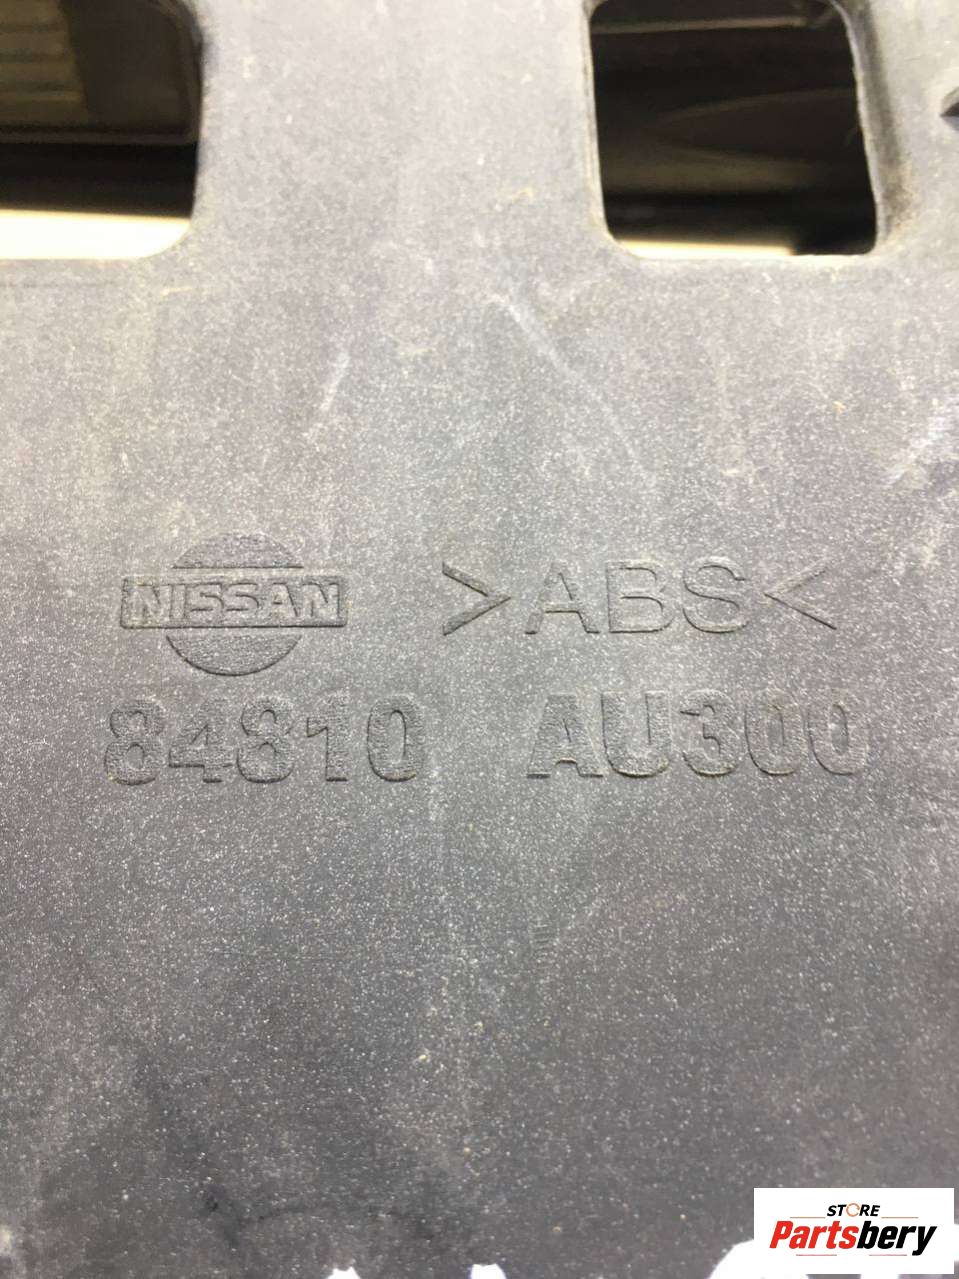 NISSAN >ABS<
84810 AU300
STORE
Partsbery